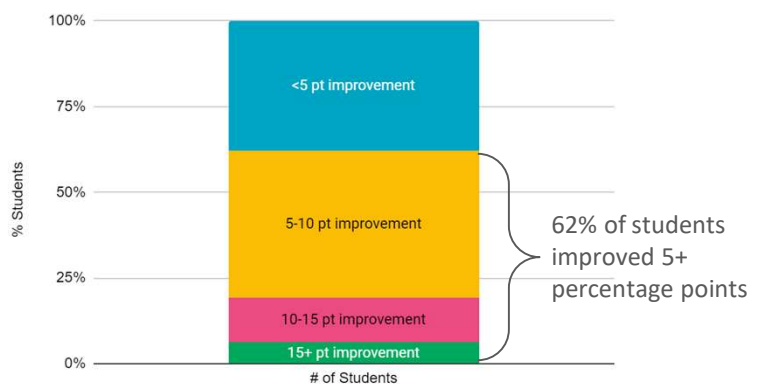 100%
75%
50%
25%
0%
% Students
<5 pt improvement
5-10 pt improvement
10-15 pt improvement
15+ pt improvement
# of Students
62% of students
improved 5+
percentage points